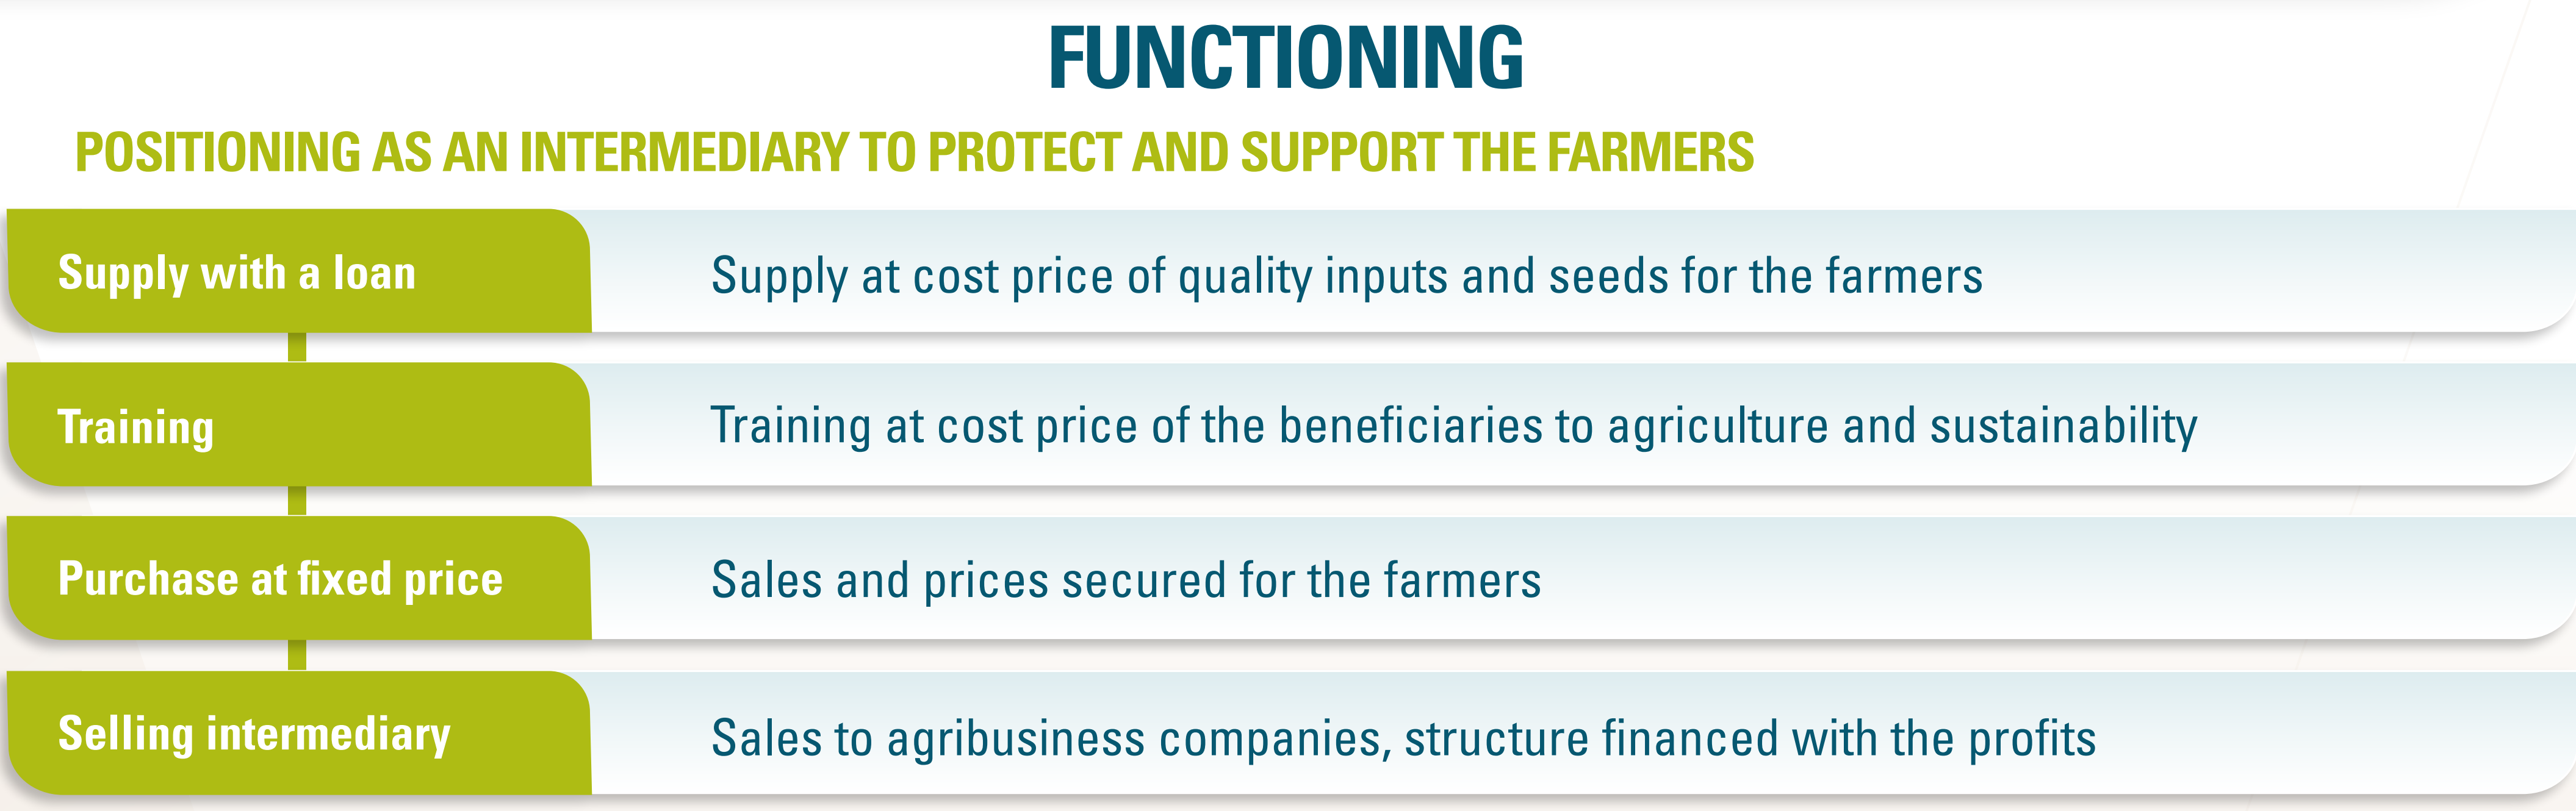 FUNCTIONING
POSITIONING AS AN INTERMEDIARY TO PROTECT AND SUPPORT THE FARMERS
Supply with a loan
Supply at cost price of quality inputs and seeds for the farmers
Training
Training at cost price of the beneficiaries to agriculture and sustainability
Purchase at fixed price
Sales and prices secured for the farmers
Selling intermediary
Sales to agribusiness companies, structure financed with the profits